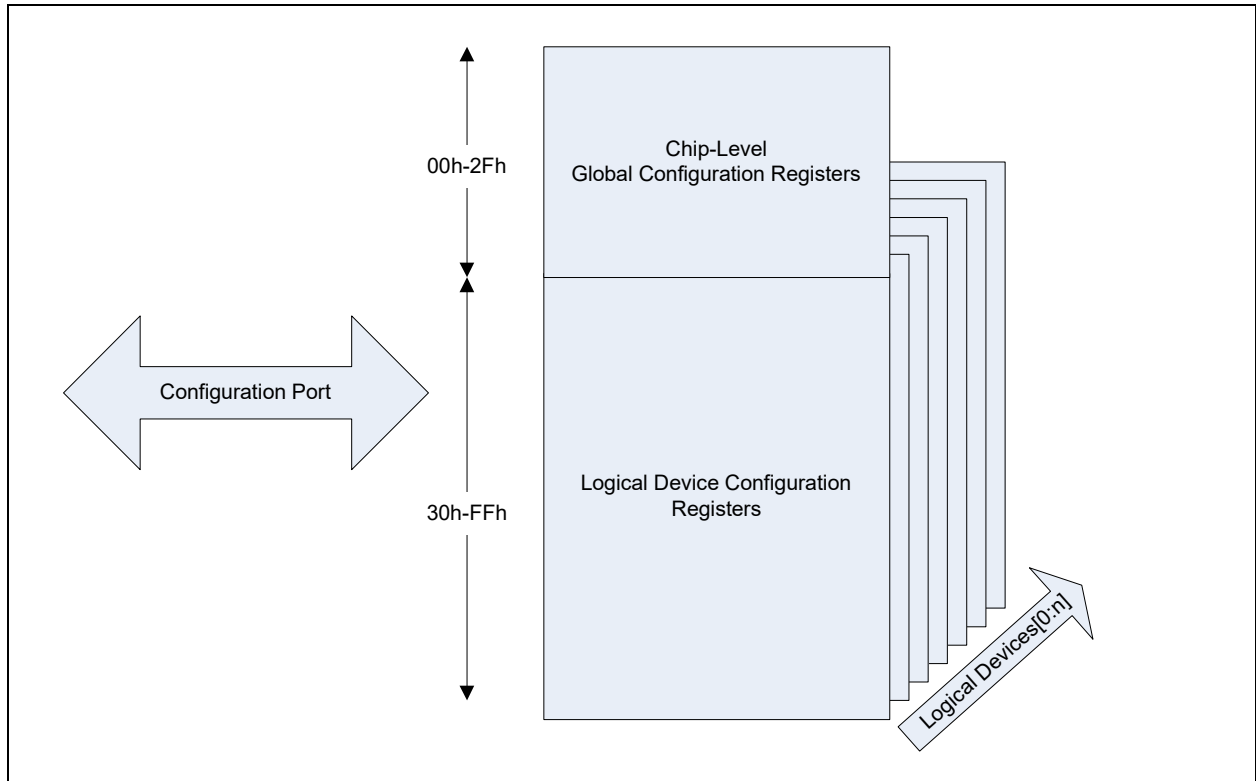 Chip-Level
Global Configuration Registers
00h-2Fh
Configuration Port
Logical Device Configuration
Registers
30h-FFh
Logical Devices[0:n]